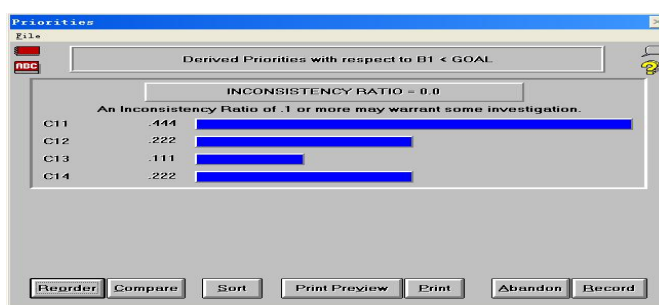 Priorities
File
ABC
Derived Priorities with respect to B1 < GOAL
INCONSISTENCY RATIO = 0.0
An Inconsistency Ratio of .1 or more may warrant some investigation.
C11 .444
C12 .222
C13 .111
C14 .222
Reorder Compare Sort Print Preview Print Abandon Record